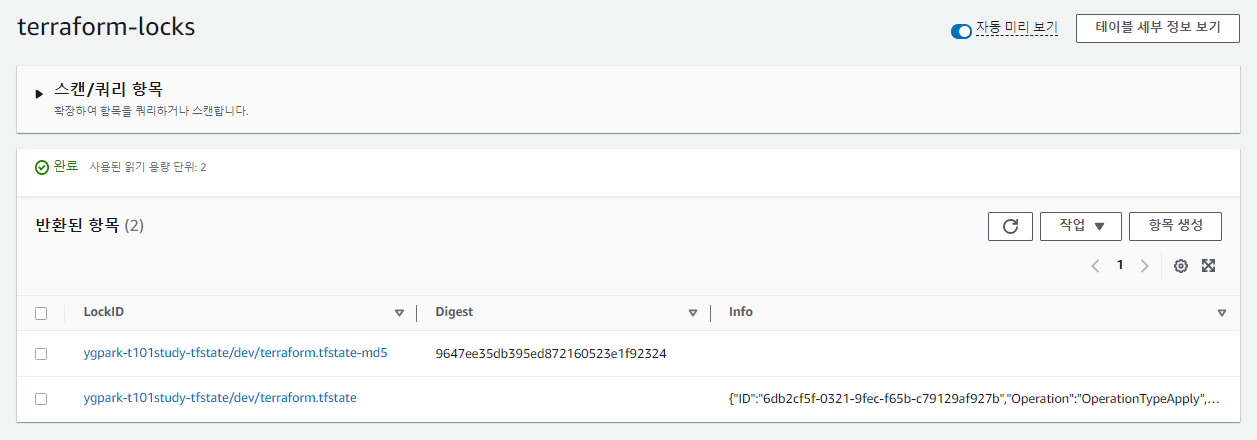 terraform-locks
자동 미리 보기
테이블 세부 정보 보기
스캔/쿼리 항목
확장하여 항목을 쿼리하거나 스캔합니다.
완료 사용된 읽기 용량 단위: 2
반환된 항목 (2)
작업
항목 생성
1
LockID Digest Info
ygpark-t101study-tfstate/dev/terraform.tfstate-md5 9647ee35db395ed872160523e1f92324
ygpark-t101study-tfstate/dev/terraform.tfstate {"ID":"6db2cf5f-0321-9fec-f65b-c79129af927b","Operation":"OperationTypeApply",...